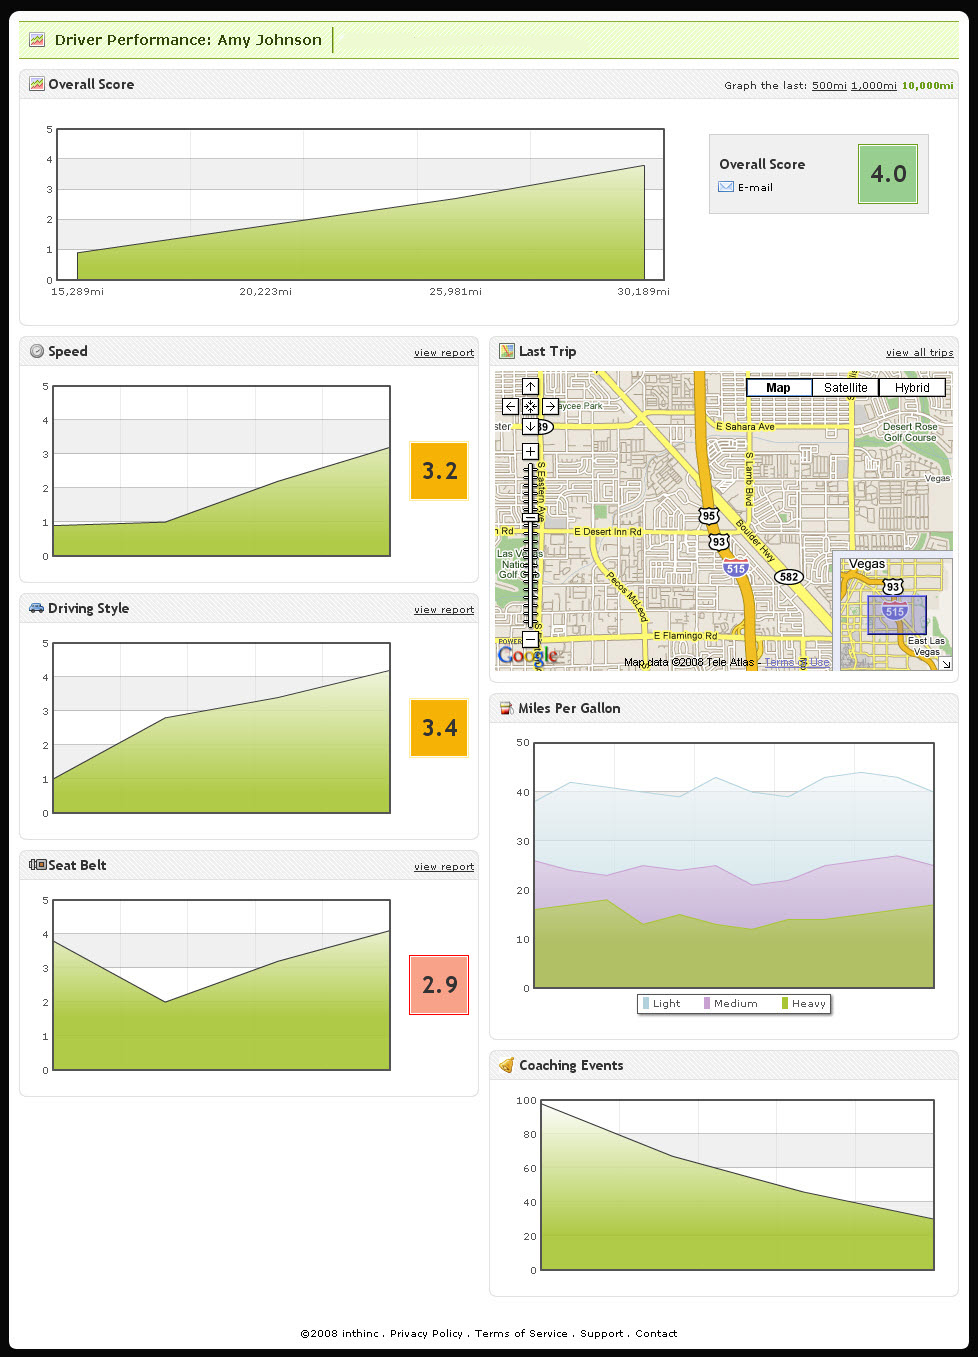 Driver Performance: Amy Johnson
Overall Score
Graph the last: 500mi 1,000mi 10,000mi
5
4
3
2
1
0
15,289mi 20,223mi 25,981mi 30,189mi
Overall Score
E-mail
4.0
Speed
view report
5
4
3
2
1
0
3.2
Driving Style
view report
5
4
3
2
1
0
3.4
Seat Belt
view report
5
4
3
2
1
0
2.9
Last Trip
view all trips
Map Satellite Hybrid
aycee Park
E Sahara Ave
Desert Rose
Golf Course
S Eastern Ave
S Lamb Blvd
Vegas
95
n Rd
E Desert Inn Rd
93
Boulder Hwy
515
582
Pecos McLeod
E Flamingo Rd
Vegas
93
515
East Las
Vegas
Google
Map data ©2008 Tele Atlas - Terms of Use
Miles Per Gallon
50
40
30
20
10
0
Light Medium Heavy
Coaching Events
100
80
60
40
20
0
©2008 inthinc . Privacy Policy . Terms of Service . Support . Contact